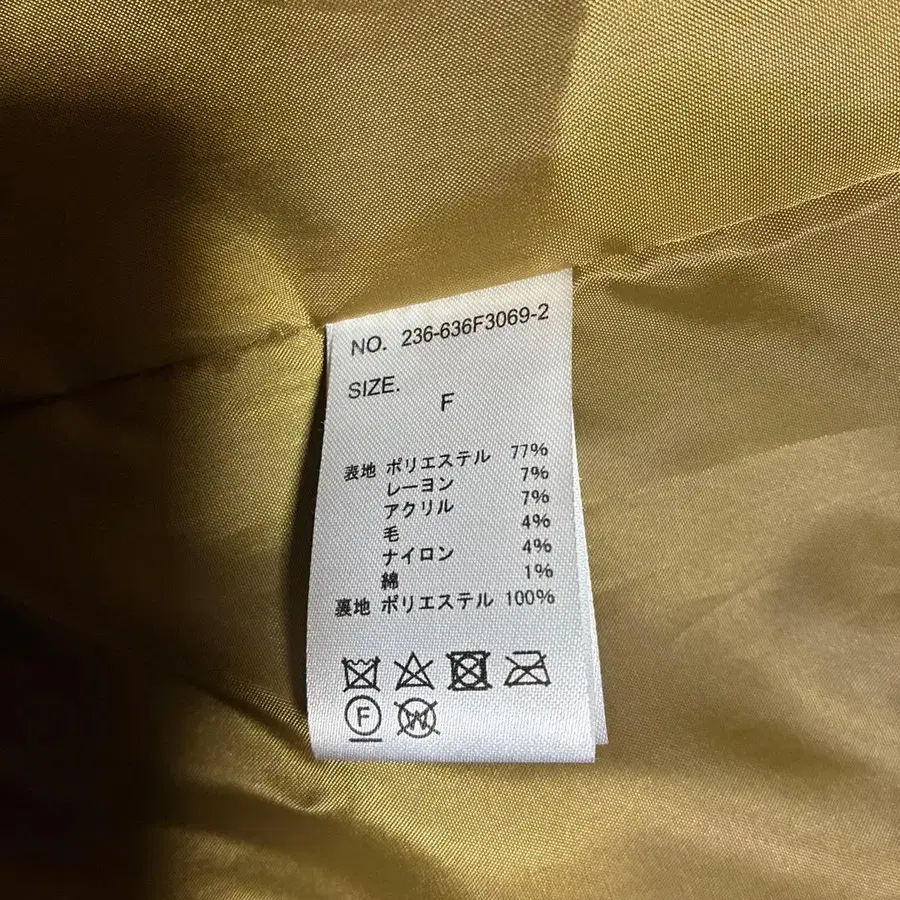 NO. 236-636F3069-2
SIZE.
F
表地 ポリエステル 77%
レーヨン 7%
アクリル 7%
毛 4%
ナイロン 4%
綿 1%
裏地 ポリエステル 100%
F W